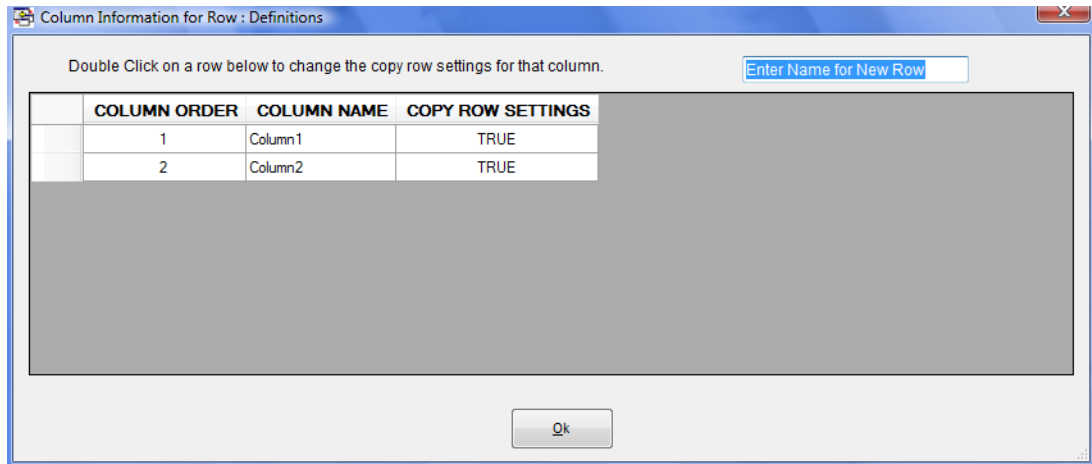 Column Information for Row : Definitions
Double Click on a row below to change the copy row settings for that column.
Enter Name for New Row
COLUMN ORDER COLUMN NAME COPY ROW SETTINGS
1 Column1 TRUE
2 Column2 TRUE
Ok